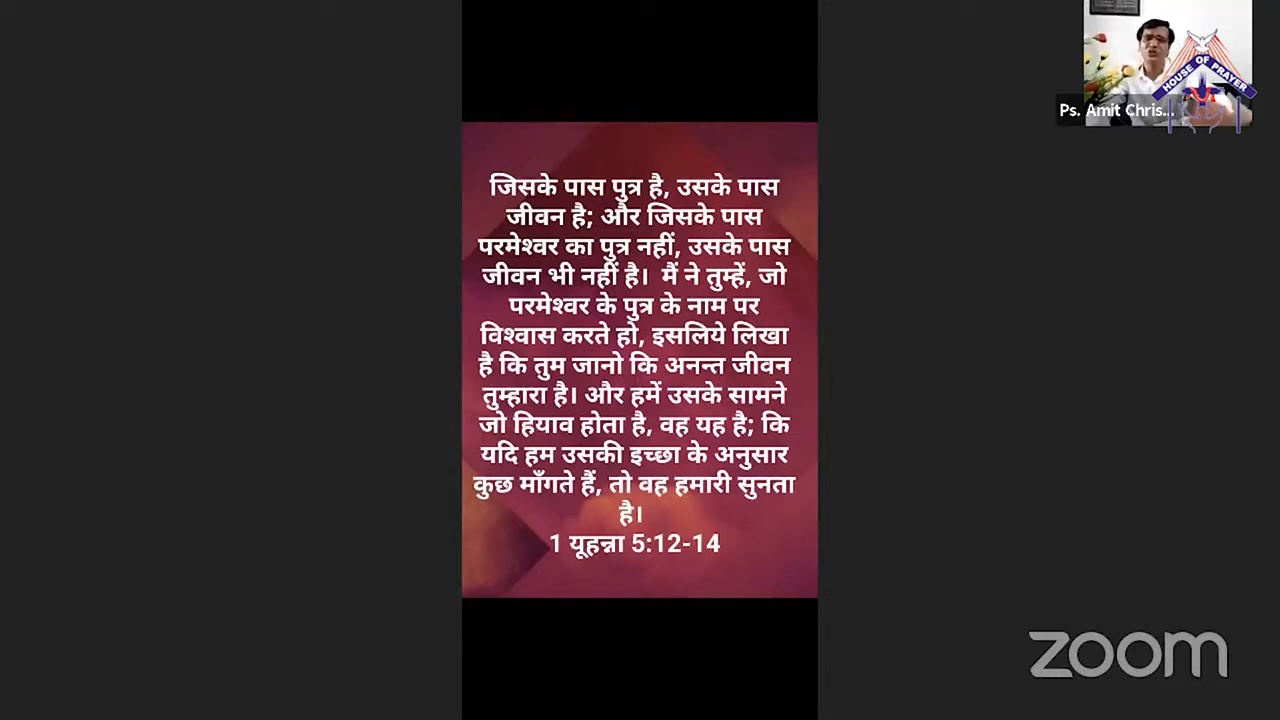 HOUSE OF PRAYER
Ps. Amit Chris...
जिसके पास पुत्र है, उसके पास
जीवन है; और जिसके पास
परमेश्वर का पुत्र नहीं, उसके पास
जीवन भी नहीं है। मैं ने तुम्हें, जो
परमेश्वर के पुत्र के नाम पर
विश्वास करते हो, इसलिये लिखा
है कि तुम जानो कि अनन्त जीवन
तुम्हारा है। और हमें उसके सामने
जो हियाव होता है, वह यह है; कि
यदि हम उसकी इच्छा के अनुसार
कुछ माँगते हैं, तो वह हमारी सुनता
है।
1 यूहन्ना 5:12-14
zoom